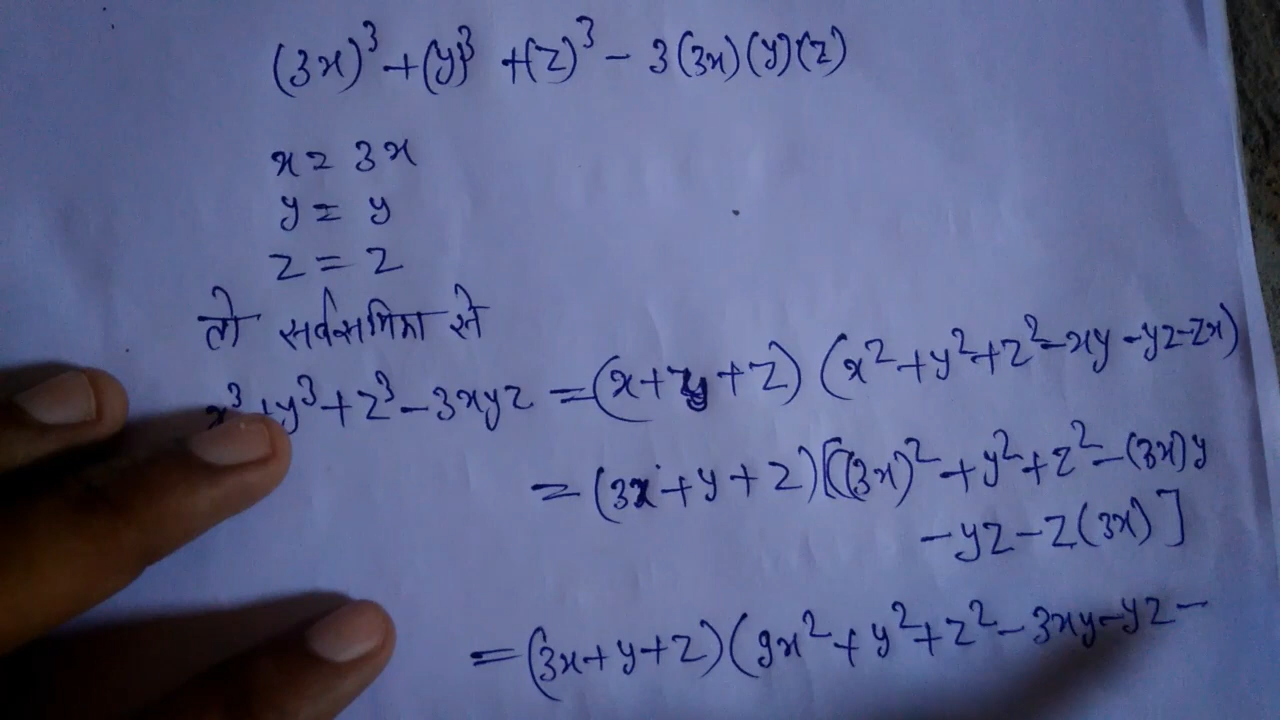 (3x)³ + (y)³ + (z)³ - 3(3x)(y)(z)
x = 3x
y = y
z = z
तो सर्वसमिका से
x³ + y³ + z³ - 3xyz = (x + y + z) (x² + y² + z² - xy - yz - zx)
= (3x + y + z) [(3x)² + y² + z² - (3x)y
- yz - z(3x)]
= (3x + y + z) (9x² + y² + z² - 3xy - yz -